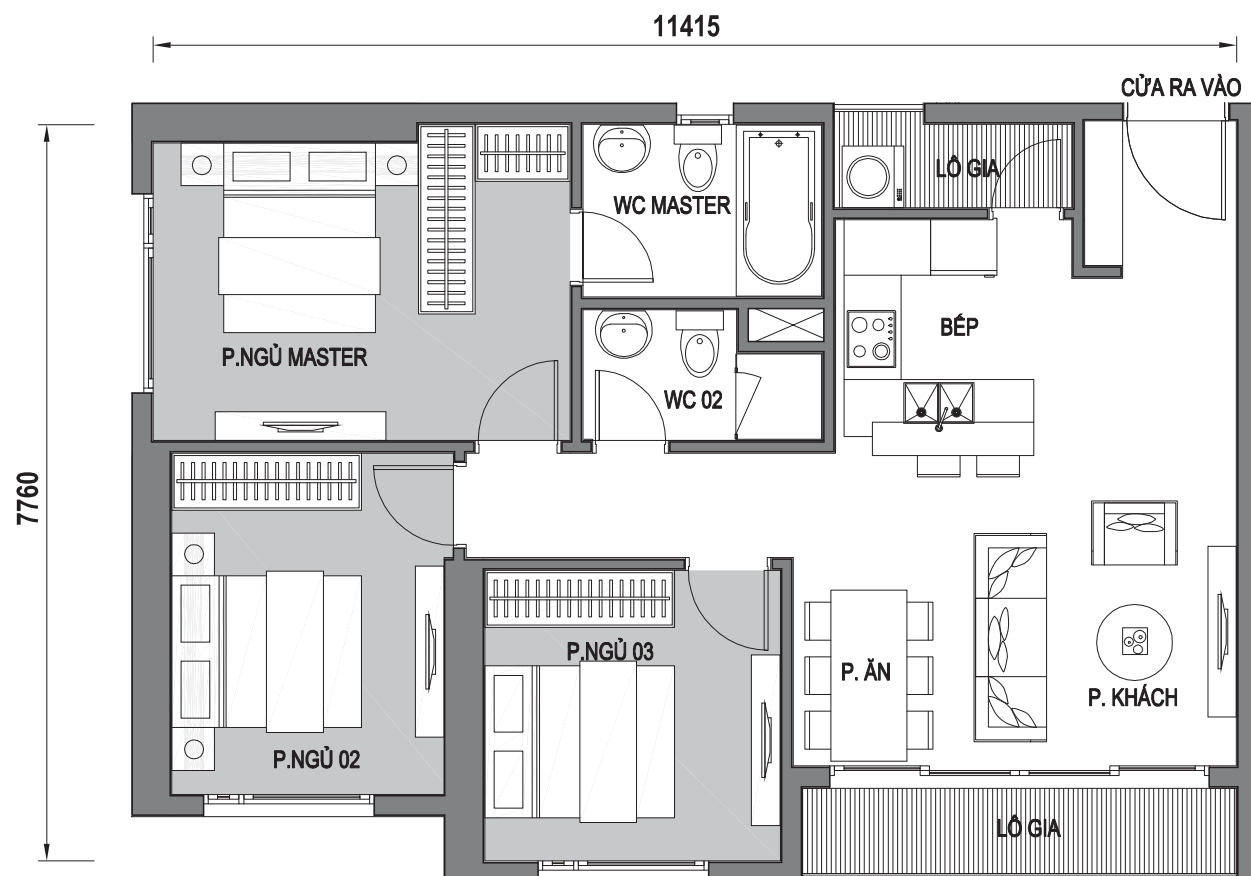 11415
CỬA RA VÀO
LÔ GIA
WC MASTER
BẾP
P.NGỦ MASTER
WC 02
7760
P.NGỦ 03
P. ĂN
P. KHÁCH
P.NGỦ 02
LÔ GIA